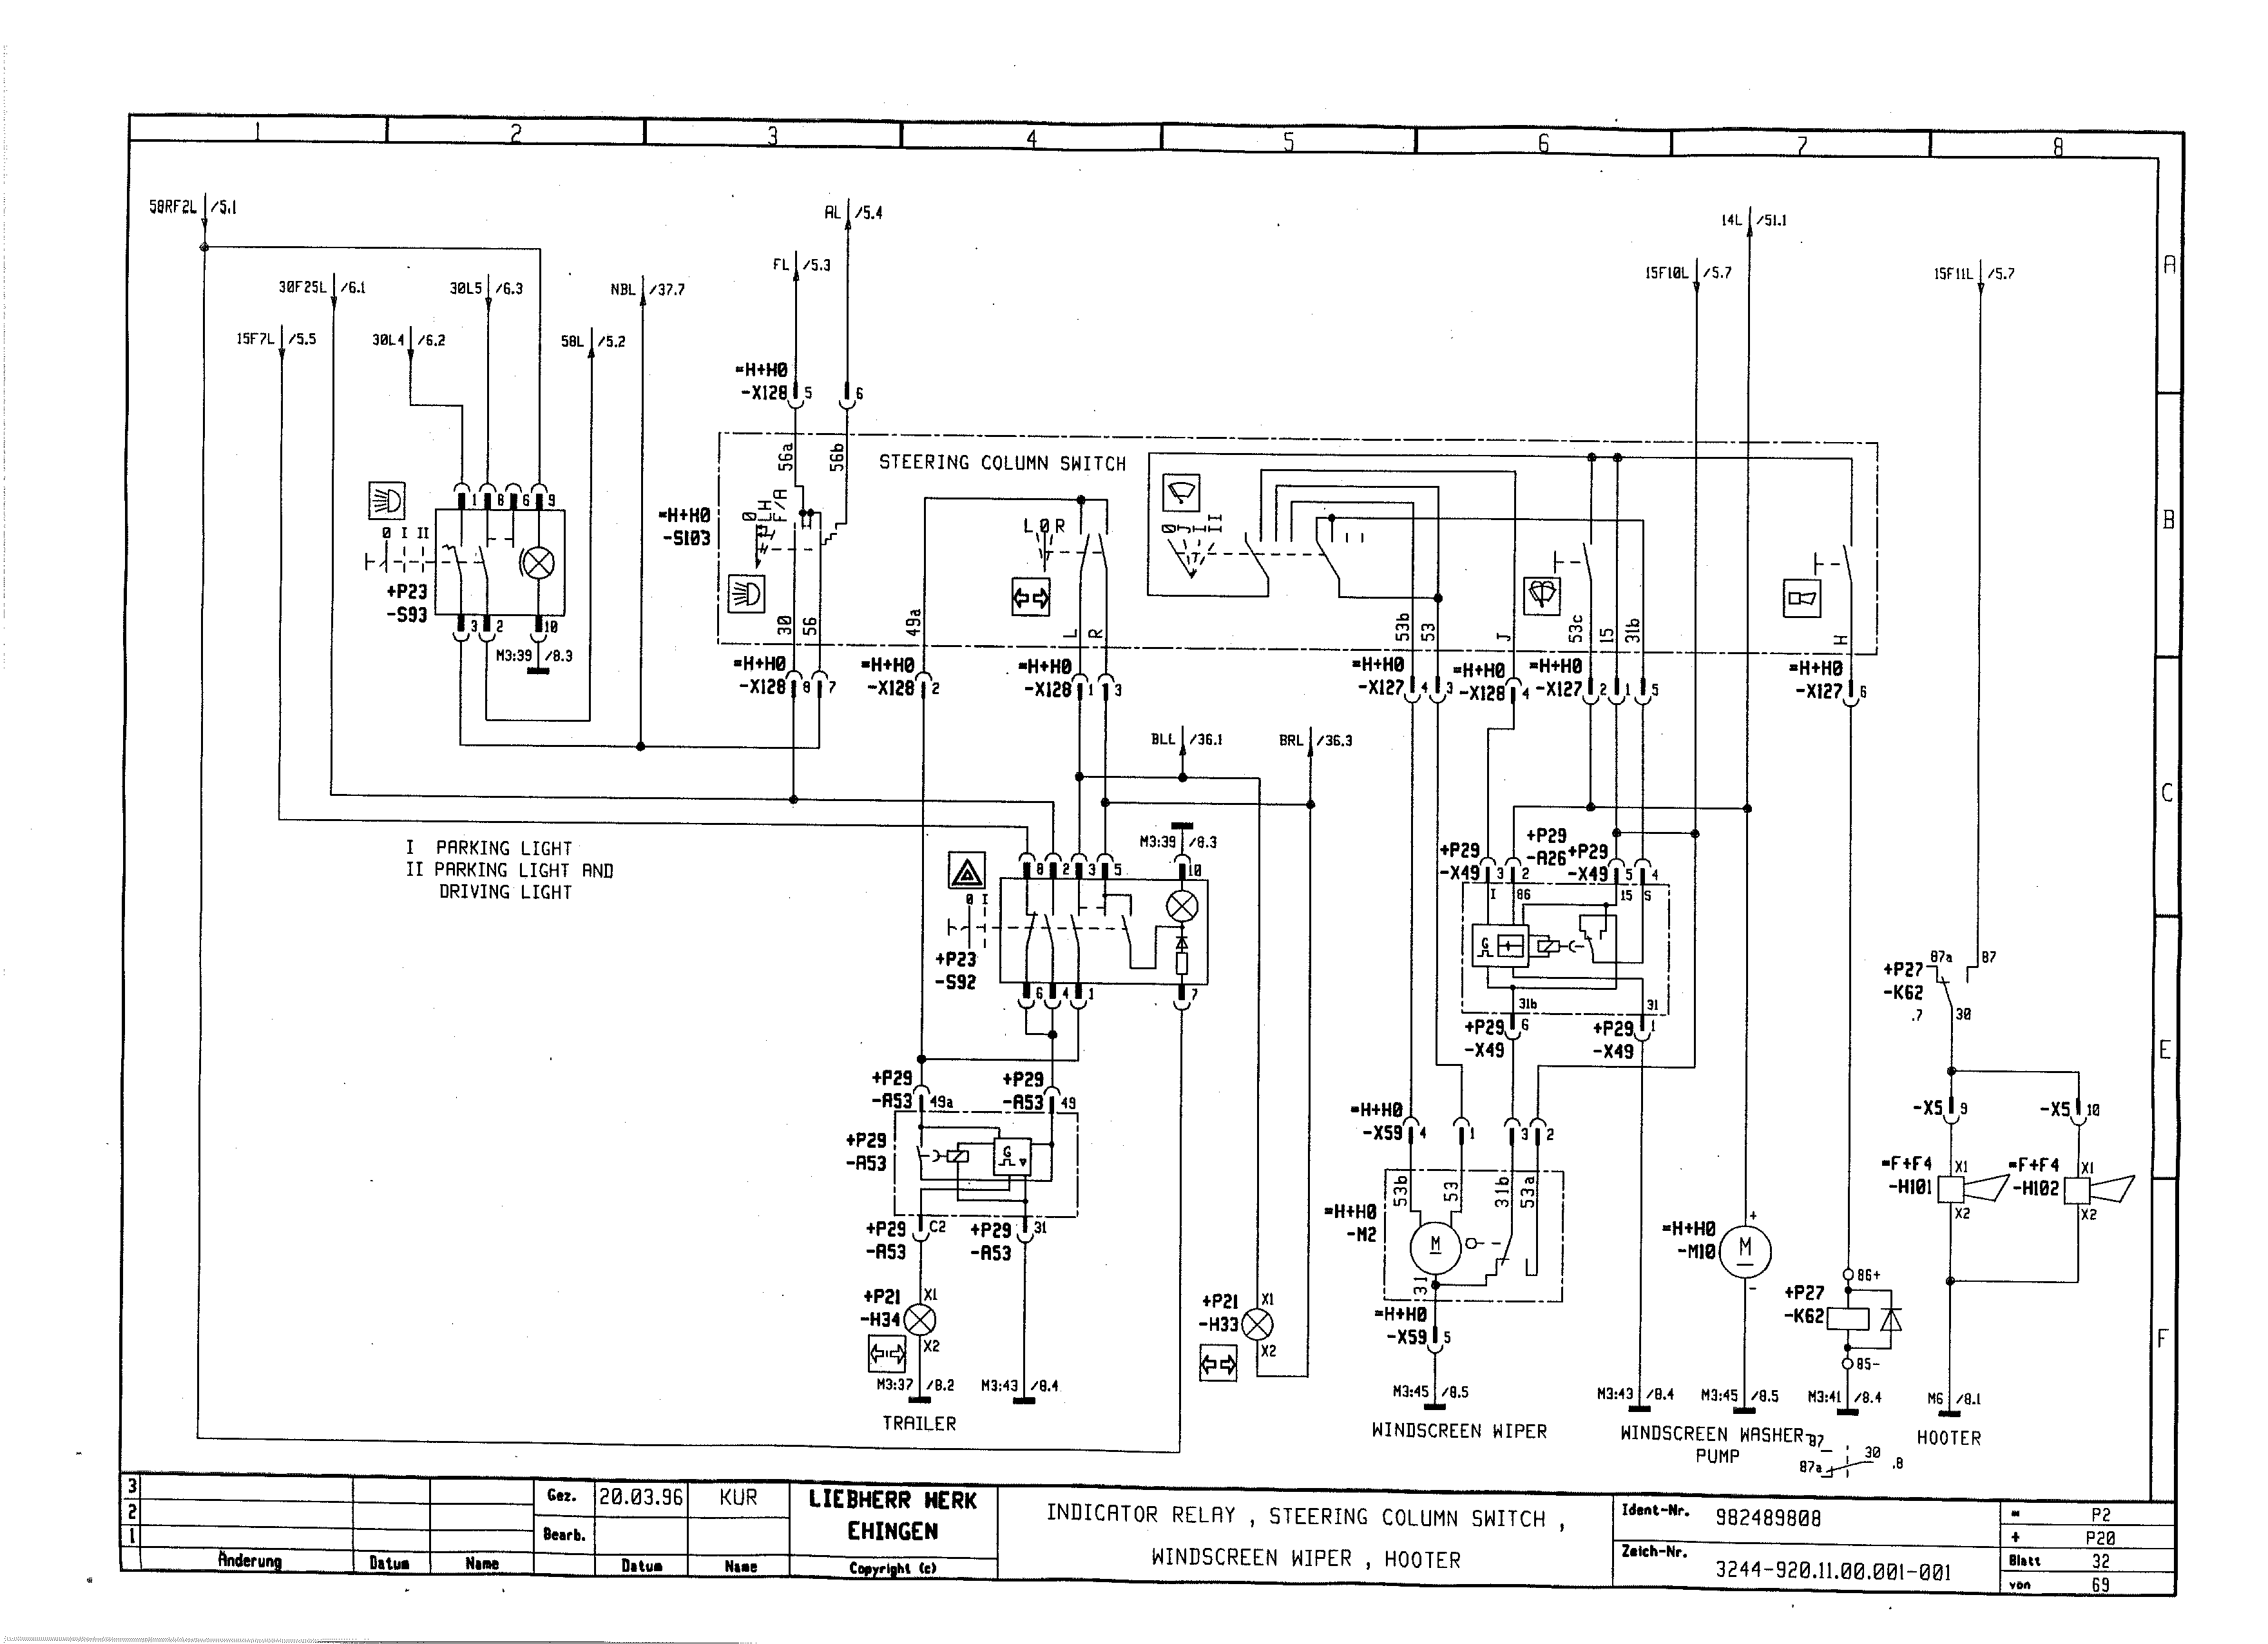 1 2 3 4 5 6 7 8
A
B
C
E
F
58RF2L /5.1
AL /5.4
14L /51.1
FL /5.3
15F10L /5.7
15F11L /5.7
30F25L /6.1
30L5 /6.3
NBL /37.7
15F7L /5.5
30L4 /6.2
58L /5.2
=H+H0
-X128 5 6
56a
56b
STEERING COLUMN SWITCH
1 8 6 9
0 I II
+P23
-S93
3 2 10
M3:39 /8.3
=H+H0
-S103
0
LH
F/A
30
56
49a
L 0 R
L
R
0
J
I
II
53b
53
J
53c
15
31b
H
=H+H0
-X128 8 7
=H+H0
-X128 2
=H+H0
-X128 1 3
=H+H0
-X127 4 3
=H+H0
-X128 4
=H+H0
-X127 2 1 5
=H+H0
-X127 6
BLL /36.1
BRL /36.3
I PARKING LIGHT
II PARKING LIGHT AND
DRIVING LIGHT
M3:39 /8.3
8 2 3 5 10
0 I
+P23
-S92
6 4 1 7
+P29
-X49 3 2
+P29
-A26
+P29
-X49 5 4
I 86 15 S
G
31b 31
+P29
-X49 6
+P29
-X49 1
87a 87
+P27
-K62
.7
30
+P29
-A53 49a
+P29
-A53 49
+P29
-A53
G
+P29
-A53 C2
+P29
-A53 31
+P21
-H34
X1
X2
M3:37 /8.2
M3:43 /8.4
TRAILER
+P21
-H33
X1
X2
=H+H0
-X59 4 1 3 2
53b
53
31b
53a
=H+H0
-M2
M
31
=H+H0
-X59 5
M3:45 /8.5
WINDSCREEN WIPER
M3:43 /8.4
=H+H0
-M10
+
M
-
M3:45 /8.5
WINDSCREEN WASHER
PUMP
86+
+P27
-K62
85-
M3:41 /8.4
87
87a
30
.8
-X5 9
-X5 10
=F+F4
-H101
X1
X2
=F+F4
-H102
X1
X2
M6 /8.1
HOOTER
3
2
1
Änderung Datum Name
Gez. 20.03.96 KUR
Bearb.
Datum Name
LIEBHERR WERK
EHINGEN
Copyright (c)
INDICATOR RELAY , STEERING COLUMN SWITCH ,
WINDSCREEN WIPER , HOOTER
Ident-Nr. 982489808
Zeich-Nr. 3244-920.11.00.001-001
= P2
+ P20
Blatt 32
von 69